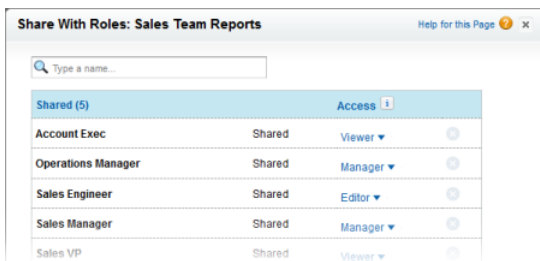 Share With Roles: Sales Team Reports Help for this Page ? x
Type a name...
Shared (5) Access i
Account Exec Shared Viewer
Operations Manager Shared Manager
Sales Engineer Shared Editor
Sales Manager Shared Manager
Sales VP Shared Viewer